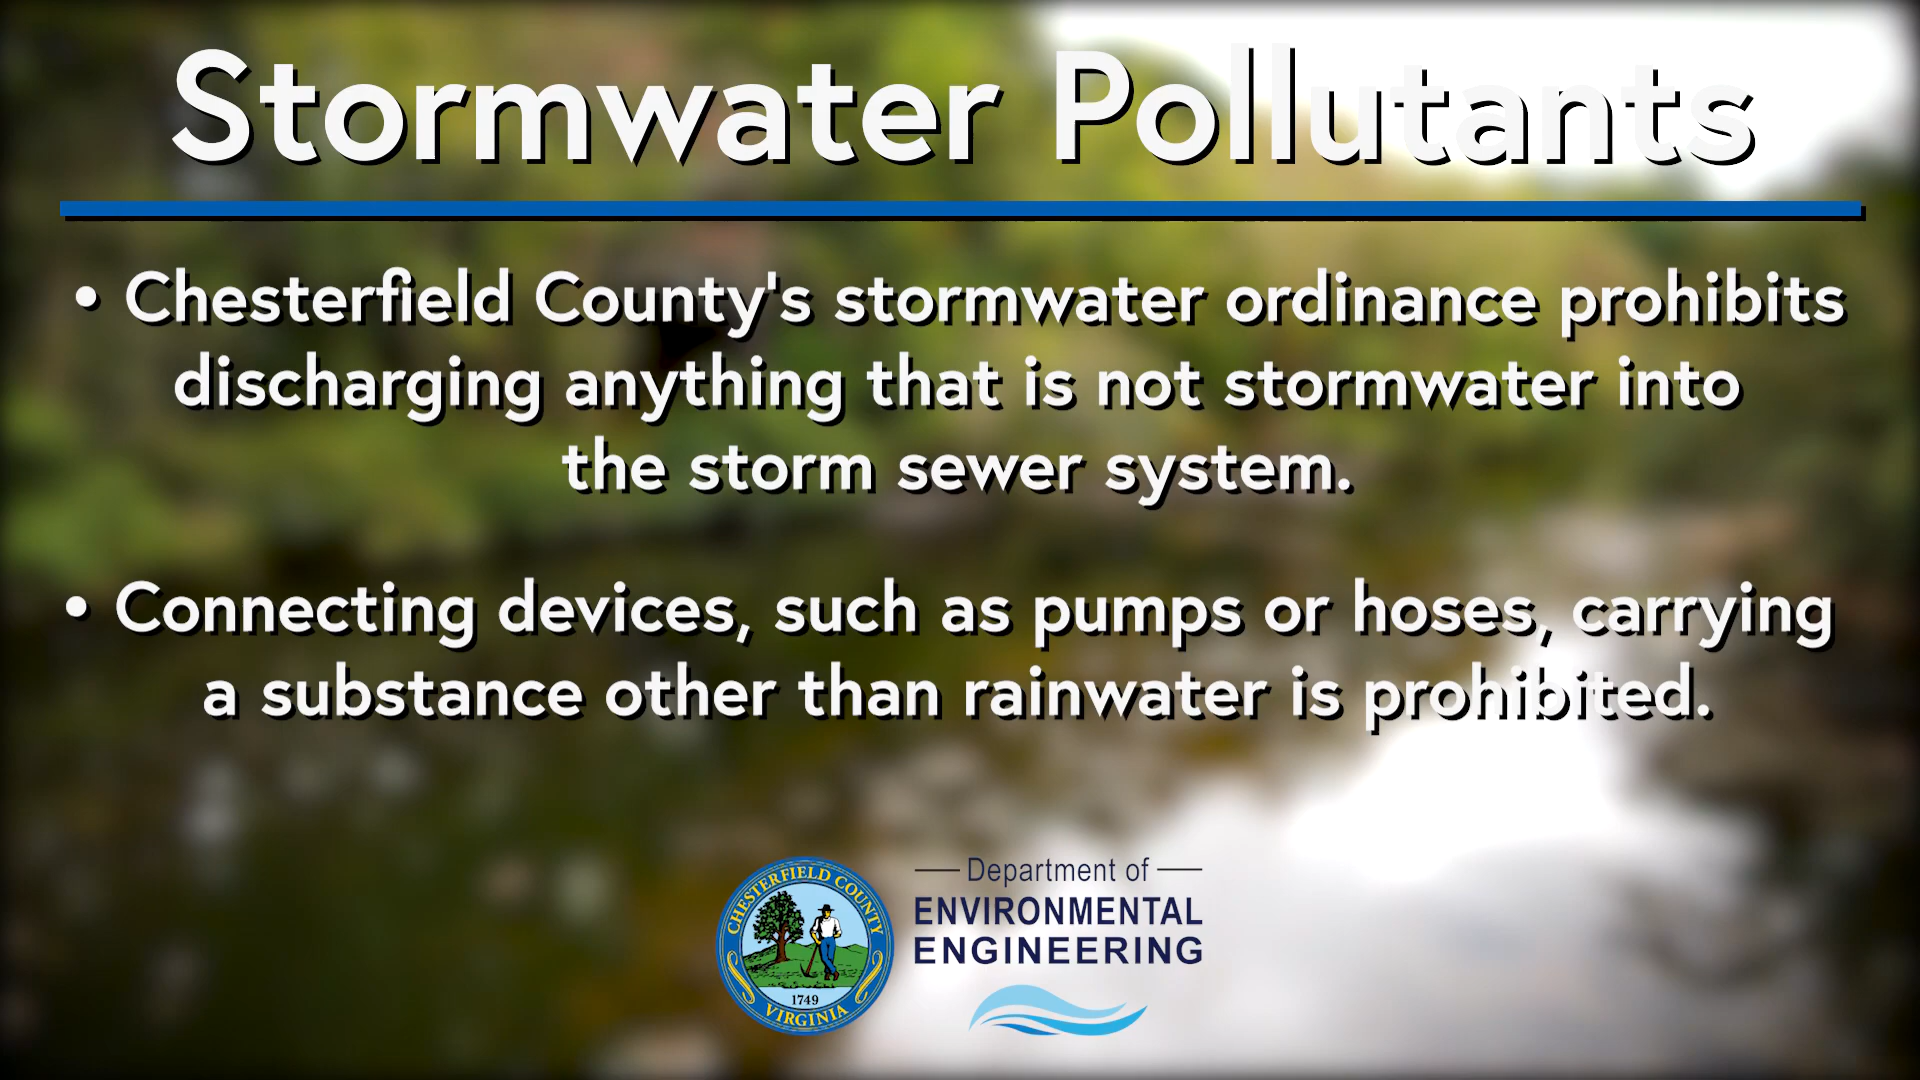 Stormwater Pollutants
• Chesterfield County's stormwater ordinance prohibits
discharging anything that is not stormwater into
the storm sewer system.
• Connecting devices, such as pumps or hoses, carrying
a substance other than rainwater is prohibited.
CHESTERFIELD COUNTY
1749
VIRGINIA
Department of
ENVIRONMENTAL
ENGINEERING